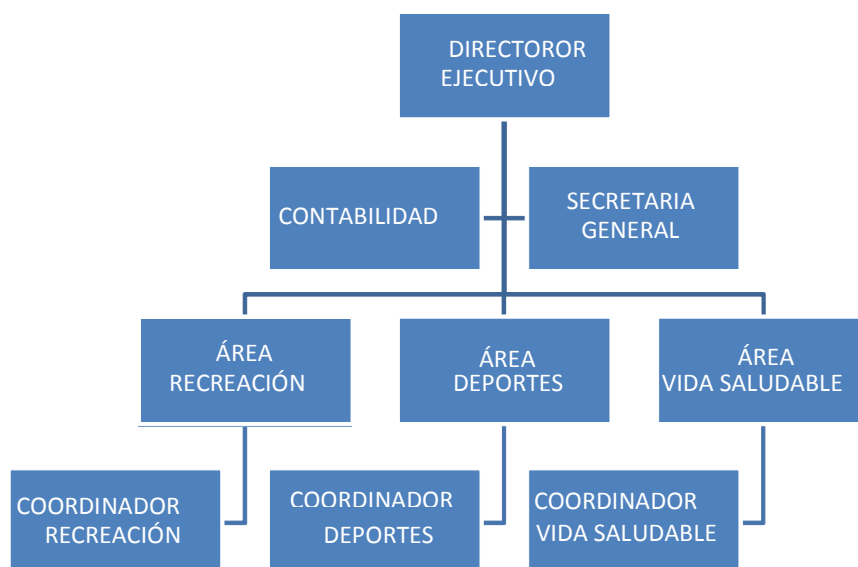 DIRECTOROR
EJECUTIVO
CONTABILIDAD
SECRETARIA
GENERAL
ÁREA
RECREACIÓN
ÁREA
DEPORTES
ÁREA
VIDA SALUDABLE
COORDINADOR
RECREACIÓN
COORDINADOR
DEPORTES
COORDINADOR
VIDA SALUDABLE